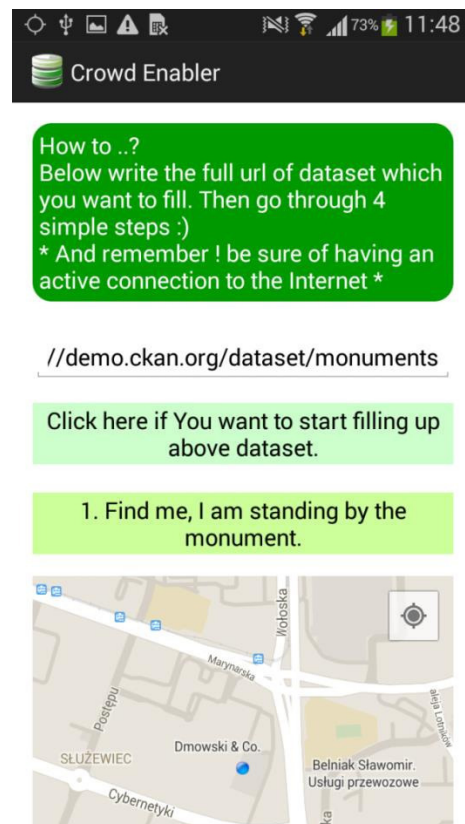 73% 11:48
Crowd Enabler
How to ..?
Below write the full url of dataset which
you want to fill. Then go through 4
simple steps :)
* And remember ! be sure of having an
active connection to the Internet *
//demo.ckan.org/dataset/monuments
Click here if You want to start filling up
above dataset.
1. Find me, I am standing by the
monument.
Wołoska
Marynarska
aleja Lotników
Postępu
Dmowski & Co.
SŁUŻEWIEC
Belniak Sławomir.
Usługi przewozowe
Cybernetyki